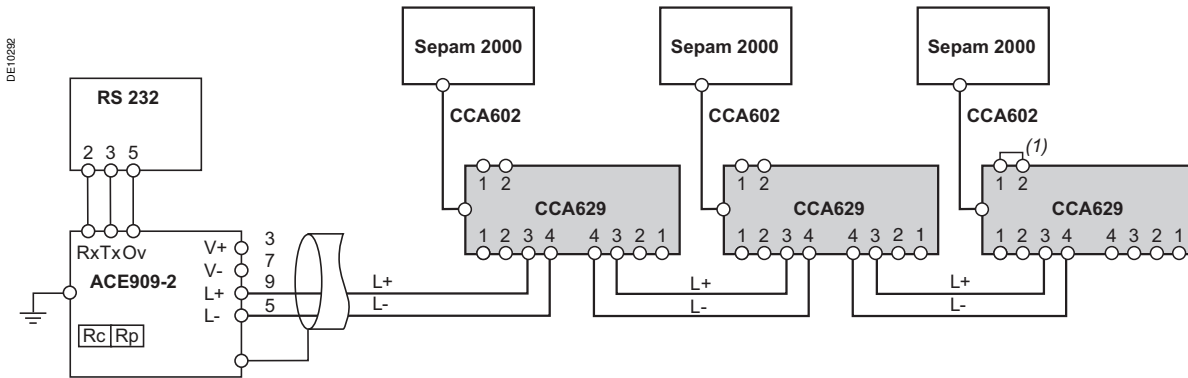 DE10292
Sepam 2000 Sepam 2000 Sepam 2000
RS 232
CCA602 CCA602 CCA602
2 3 5
(1)
1 2 1 2 1 2
CCA629 CCA629 CCA629
1 2 3 4 4 3 2 1 1 2 3 4 4 3 2 1 1 2 3 4 4 3 2 1
RxTxOv
V+ 3
V- 7
ACE909-2
L+ 9 L+ L+ L+
L- 5 L- L- L-
Rc Rp